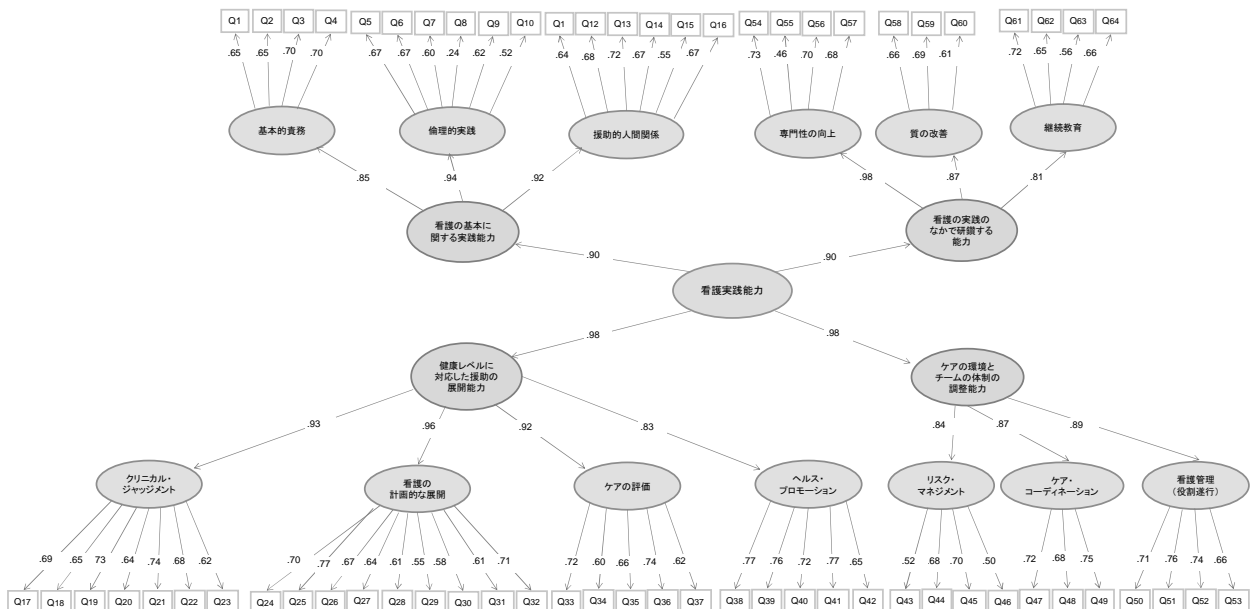 Q1 Q2 Q3 Q4 Q5 Q6 Q7 Q8 Q9 Q10 Q1 Q12 Q13 Q14 Q15 Q16 Q54 Q55 Q56 Q57 Q58 Q59 Q60 Q61 Q62 Q63 Q64
.65 .65 .70 .70 .67 .67 .60 .24 .62 .52 .64 .68 .72 .67 .55 .67 .73 .46 .70 .68 .66 .69 .61 .72 .65 .56 .66
基本的責務
倫理的実践
援助的人間関係
専門性の向上
質の改善
継続教育
.85 .94 .92 .98 .87 .81
看護の基本に
関する実践能力
看護の実践の
なかで研鑽する
能力
.90 .90
看護実践能力
.98 .98
健康レベルに
対応した援助の
展開能力
ケアの環境と
チームの体制の
調整能力
.93 .96 .92 .83 .84 .87 .89
クリニカル・
ジャッジメント
看護の
計画的な展開
ケアの評価
ヘルス・
プロモーション
リスク・
マネジメント
ケア・
コーディネーション
看護管理
（役割遂行）
.69 .65 .73 .64 .74 .68 .62 .70 .77 .67 .64 .61 .55 .58 .61 .71 .72 .60 .66 .74 .62 .77 .76 .72 .77 .65 .52 .68 .70 .50 .72 .68 .75 .71 .76 .74 .66
Q17 Q18 Q19 Q20 Q21 Q22 Q23 Q24 Q25 Q26 Q27 Q28 Q29 Q30 Q31 Q32 Q33 Q34 Q35 Q36 Q37 Q38 Q39 Q40 Q41 Q42 Q43 Q44 Q45 Q46 Q47 Q48 Q49 Q50 Q51 Q52 Q53